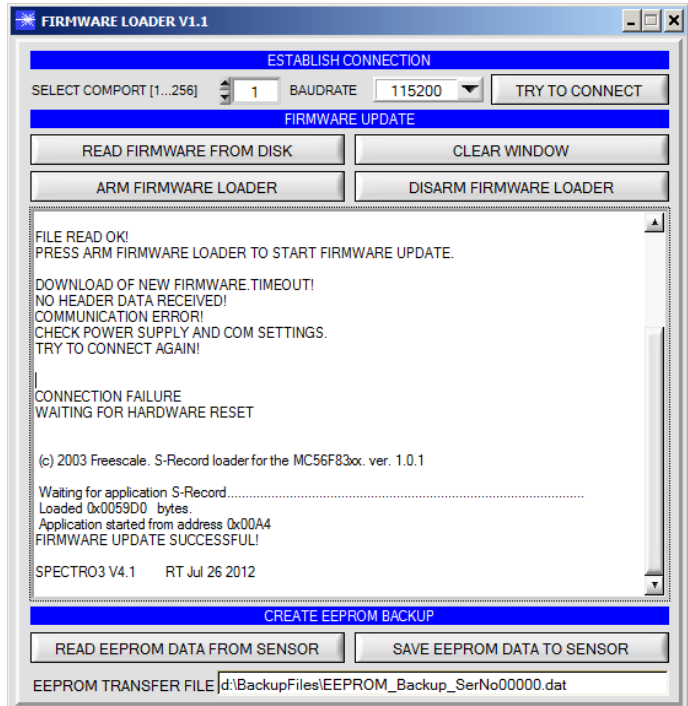 FIRMWARE LOADER V1.1
ESTABLISH CONNECTION
SELECT COMPORT [1...256] 1 BAUDRATE 115200 TRY TO CONNECT
FIRMWARE UPDATE
READ FIRMWARE FROM DISK CLEAR WINDOW
ARM FIRMWARE LOADER DISARM FIRMWARE LOADER
FILE READ OK!
PRESS ARM FIRMWARE LOADER TO START FIRMWARE UPDATE.
DOWNLOAD OF NEW FIRMWARE.TIMEOUT!
NO HEADER DATA RECEIVED!
COMMUNICATION ERROR!
CHECK POWER SUPPLY AND COM SETTINGS.
TRY TO CONNECT AGAIN!
CONNECTION FAILURE
WAITING FOR HARDWARE RESET
(c) 2003 Freescale. S-Record loader for the MC56F83xx. ver. 1.0.1
Waiting for application S-Record.........................................................................................
Loaded 0x0059D0 bytes.
Application started from address 0x00A4
FIRMWARE UPDATE SUCCESSFUL!
SPECTRO3 V4.1 RT Jul 26 2012
CREATE EEPROM BACKUP
READ EEPROM DATA FROM SENSOR SAVE EEPROM DATA TO SENSOR
EEPROM TRANSFER FILE d:\BackupFiles\EEPROM_Backup_SerNo00000.dat